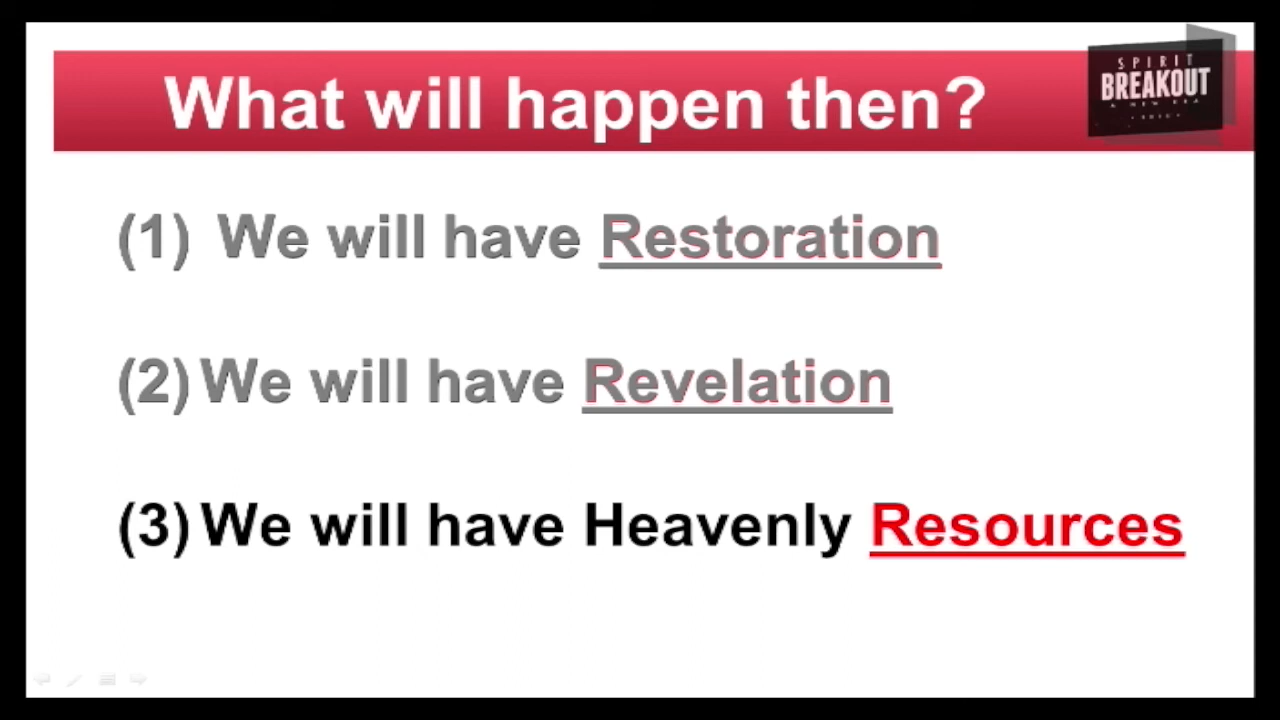 What will happen then?
SPIRIT
BREAKOUT
A NEW ERA
(1) We will have Restoration
(2) We will have Revelation
(3) We will have Heavenly Resources